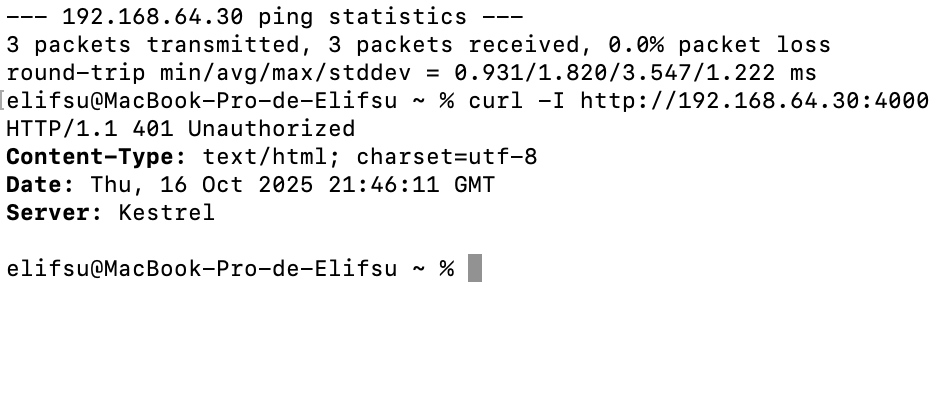 --- 192.168.64.30 ping statistics ---
3 packets transmitted, 3 packets received, 0.0% packet loss
round-trip min/avg/max/stddev = 0.931/1.820/3.547/1.222 ms
[elifsu@MacBook-Pro-de-Elifsu ~ % curl -I http://192.168.64.30:4000
HTTP/1.1 401 Unauthorized
Content-Type: text/html; charset=utf-8
Date: Thu, 16 Oct 2025 21:46:11 GMT
Server: Kestrel
elifsu@MacBook-Pro-de-Elifsu ~ %